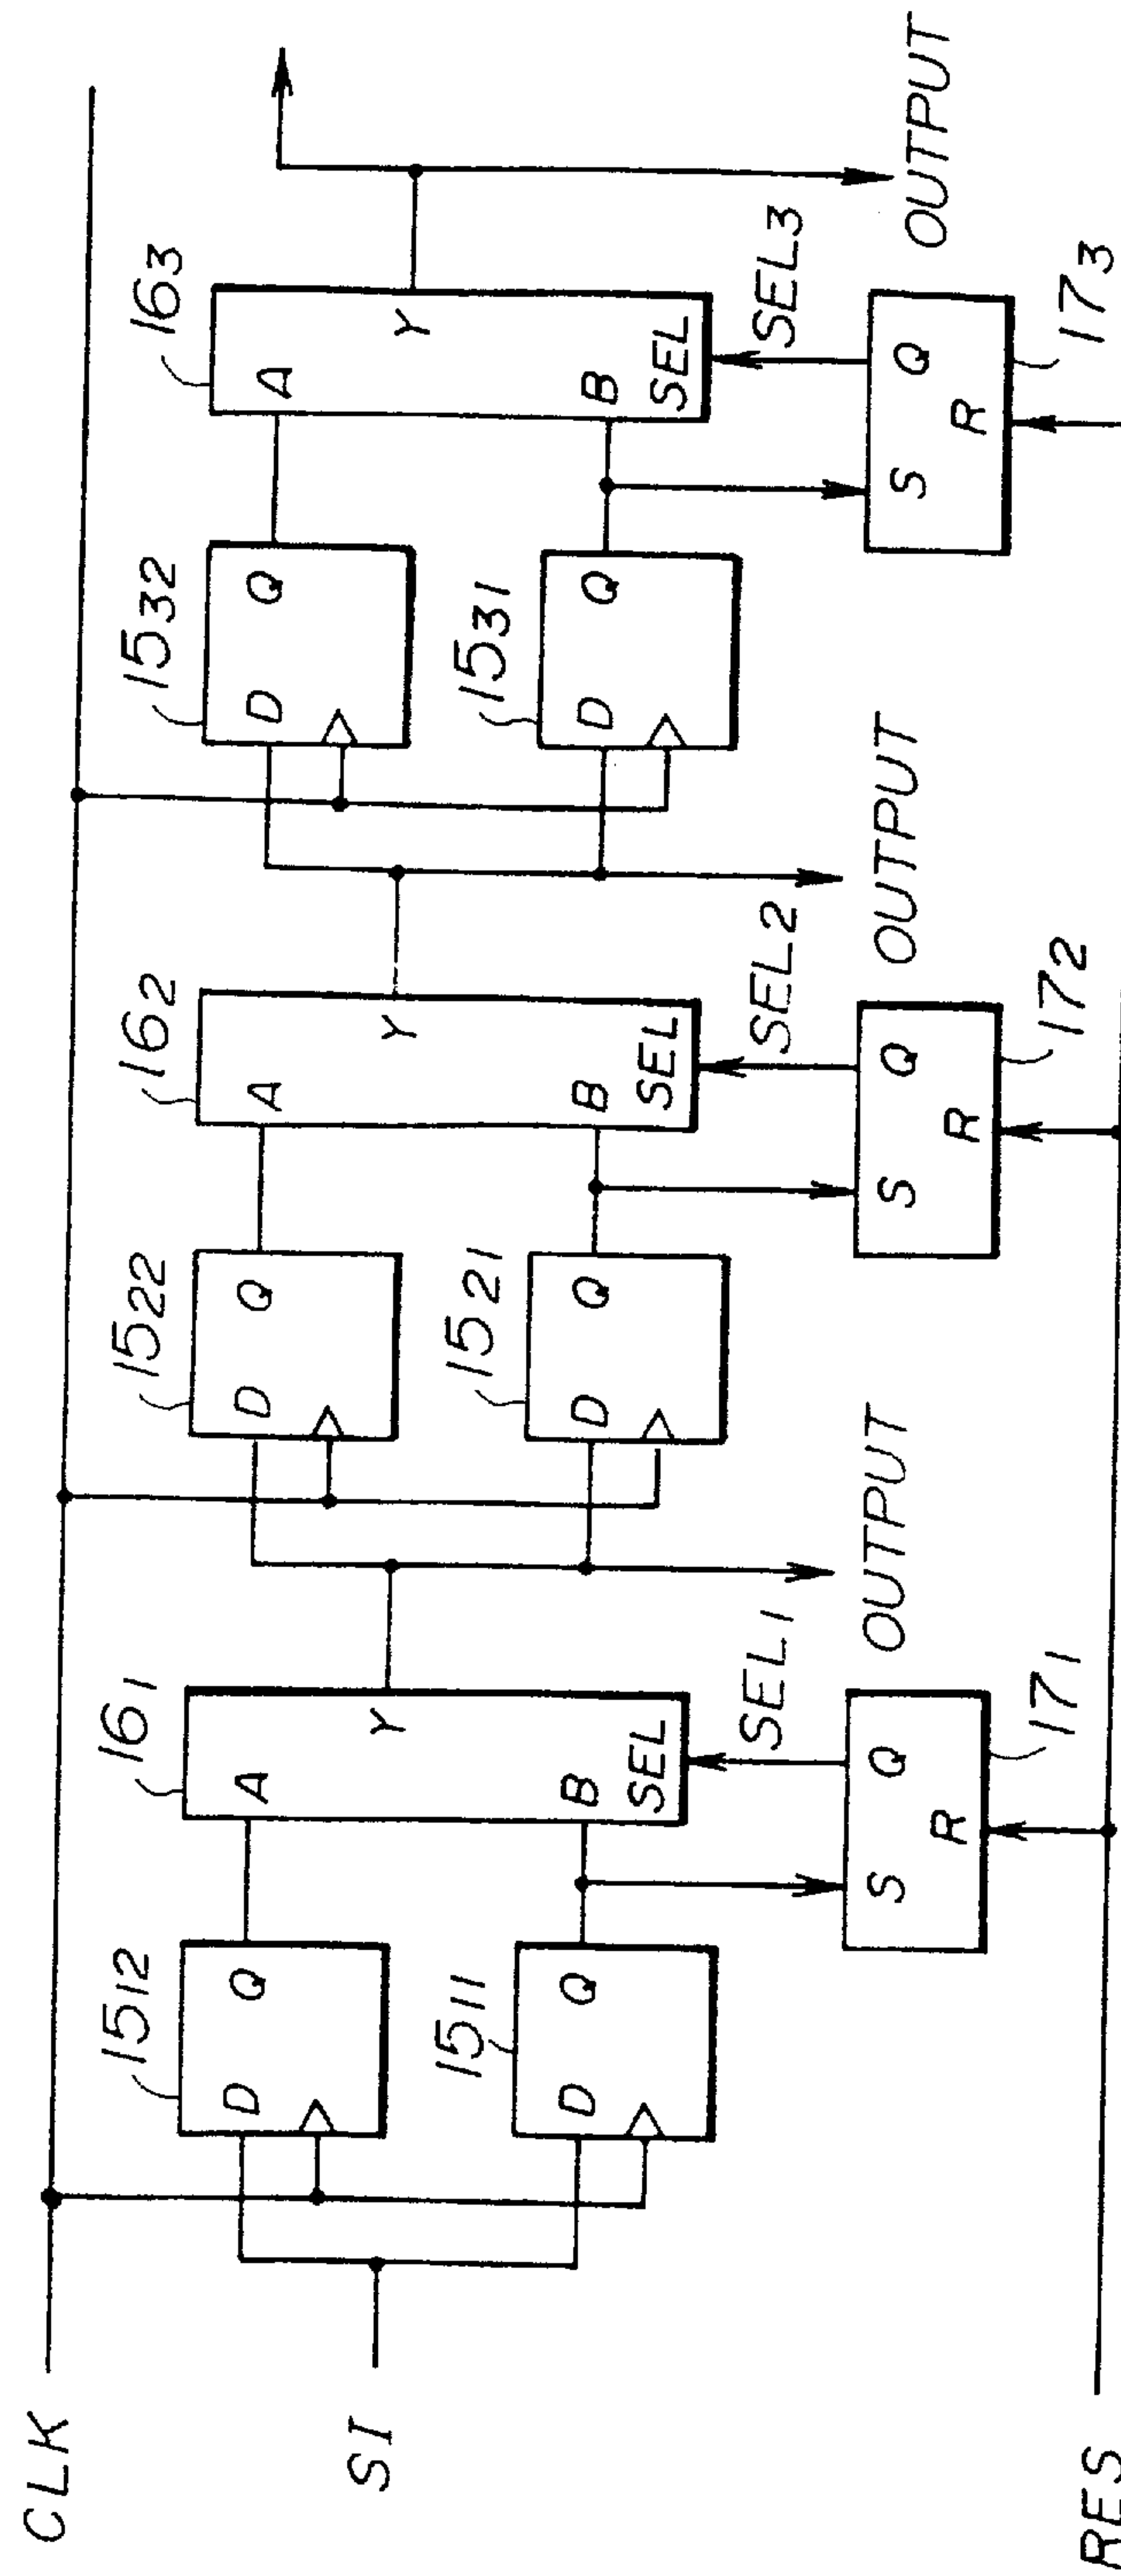 CLK
SI
RES
15₁₂
D
Q
15₁₁
D
Q
16₁
A
Y
B
SEL
SEL1
S
Q
R
17₁
OUTPUT
15₂₂
D
Q
15₂₁
D
Q
16₂
A
Y
B
SEL
SEL2
S
Q
R
17₂
OUTPUT
15₃₂
D
Q
15₃₁
D
Q
16₃
A
Y
B
SEL
SEL3
S
Q
R
17₃
OUTPUT